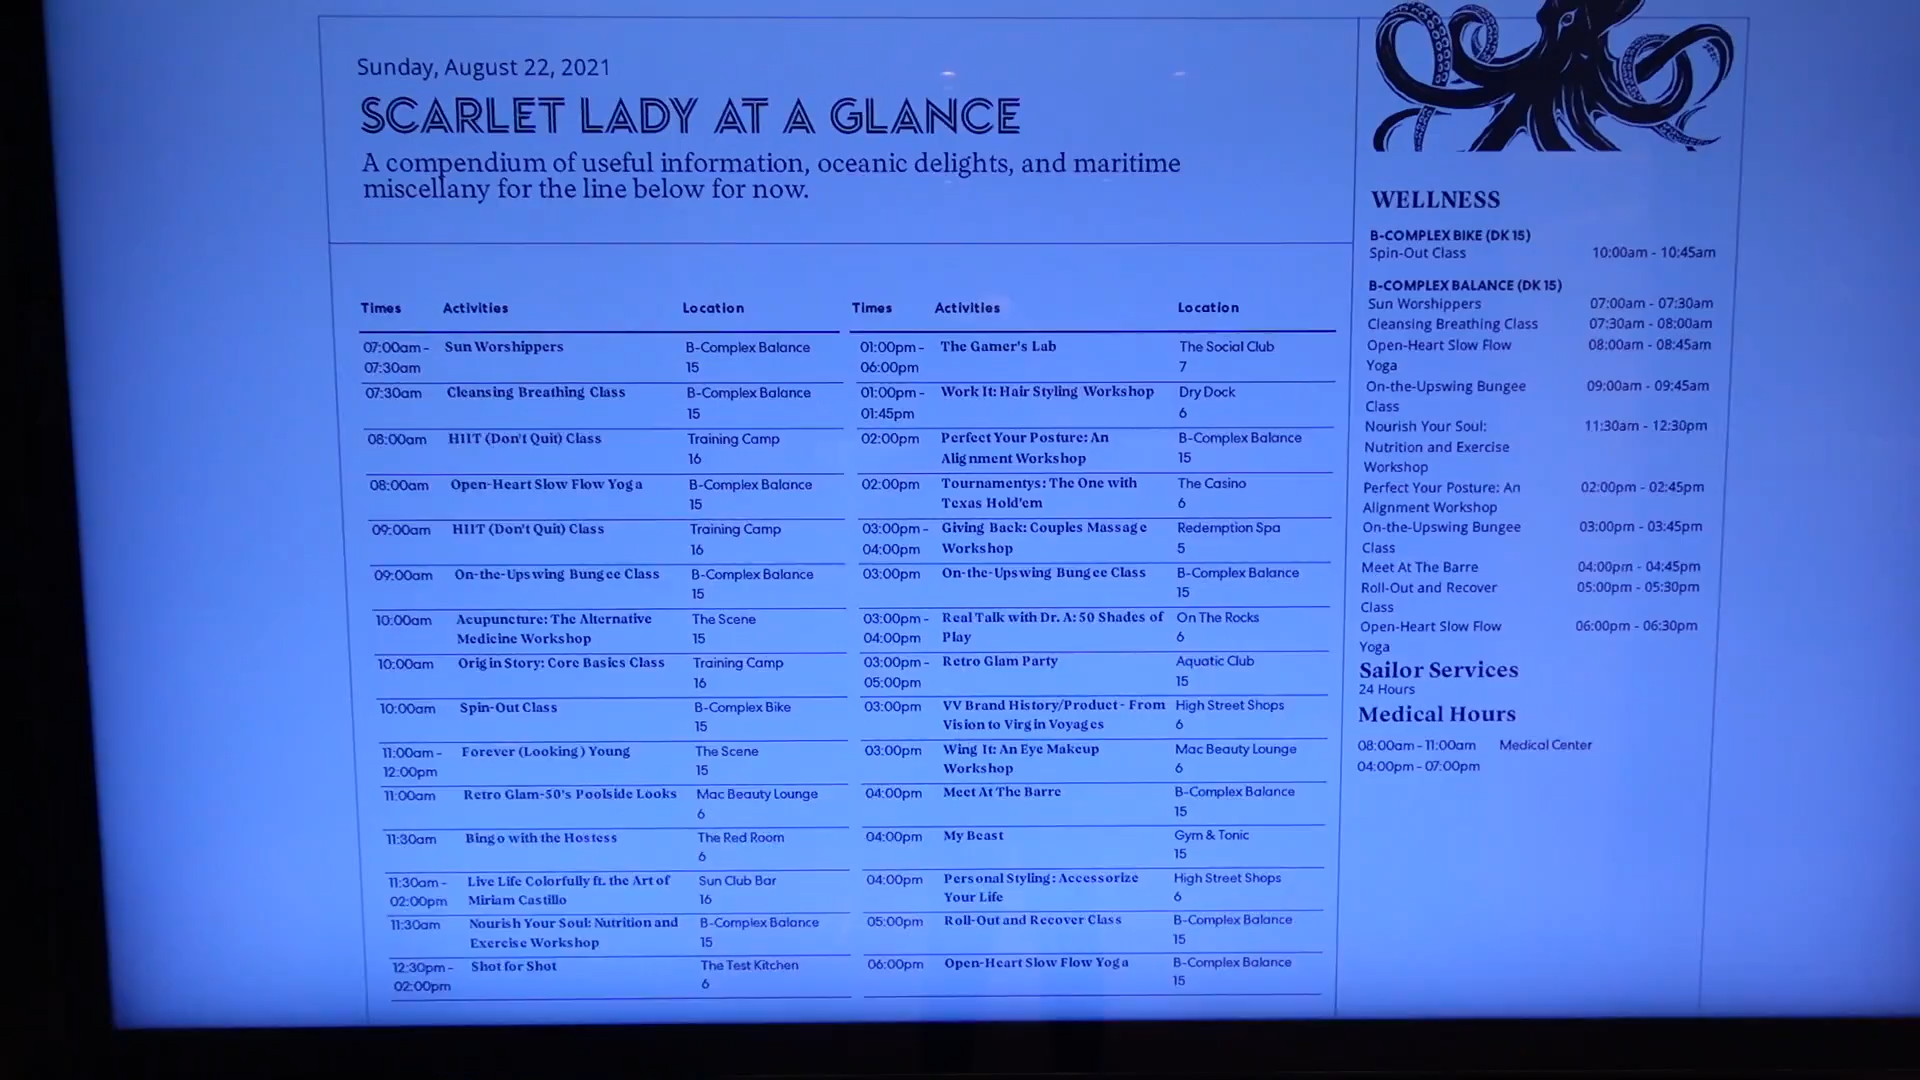 Sunday, August 22, 2021
SCARLET LADY AT A GLANCE
A compendium of useful information, oceanic delights, and maritime
miscellany for the line below for now.
Times Activities Location
07:00am - Sun Worshippers B-Complex Balance
07:30am 15
07:30am Cleansing Breathing Class B-Complex Balance
15
08:00am HIIT (Don't Quit) Class Training Camp
16
08:00am Open-Heart Slow Flow Yoga B-Complex Balance
15
09:00am HIIT (Don't Quit) Class Training Camp
16
09:00am On-the-Upswing Bungee Class B-Complex Balance
15
10:00am Acupuncture: The Alternative The Scene
Medicine Workshop 15
10:00am Origin Story: Core Basics Class Training Camp
16
10:00am Spin-Out Class B-Complex Bike
15
11:00am - Forever (Looking) Young The Scene
12:00pm 15
11:00am Retro Glam-50's Poolside Looks Mac Beauty Lounge
6
11:30am Bingo with the Hostess The Red Room
6
11:30am - Live Life Colorfully ft. the Art of Sun Club Bar
02:00pm Miriam Castillo 16
11:30am Nourish Your Soul: Nutrition and B-Complex Balance
Exercise Workshop 15
12:30pm - Shot for Shot The Test Kitchen
02:00pm 6
Times Activities Location
01:00pm - The Gamer's Lab The Social Club
06:00pm 7
01:00pm - Work It: Hair Styling Workshop Dry Dock
01:45pm 6
02:00pm Perfect Your Posture: An B-Complex Balance
Alignment Workshop 15
02:00pm Tournamentys: The One with The Casino
Texas Hold'em 6
03:00pm - Giving Back: Couples Massage Redemption Spa
04:00pm Workshop 5
03:00pm On-the-Upswing Bungee Class B-Complex Balance
15
03:00pm - Real Talk with Dr. A: 50 Shades of On The Rocks
04:00pm Play 6
03:00pm - Retro Glam Party Aquatic Club
05:00pm 15
03:00pm VV Brand History/Product - From High Street Shops
Vision to Virgin Voyages 6
03:00pm Wing It: An Eye Makeup Mac Beauty Lounge
Workshop 6
04:00pm Meet At The Barre B-Complex Balance
15
04:00pm My Beast Gym & Tonic
15
04:00pm Personal Styling: Accessorize High Street Shops
Your Life 6
05:00pm Roll-Out and Recover Class B-Complex Balance
15
06:00pm Open-Heart Slow Flow Yoga B-Complex Balance
15
WELLNESS
B-COMPLEX BIKE (DK 15)
Spin-Out Class 10:00am - 10:45am
B-COMPLEX BALANCE (DK 15)
Sun Worshippers 07:00am - 07:30am
Cleansing Breathing Class 07:30am - 08:00am
Open-Heart Slow Flow 08:00am - 08:45am
Yoga
On-the-Upswing Bungee 09:00am - 09:45am
Class
Nourish Your Soul: 11:30am - 12:30pm
Nutrition and Exercise
Workshop
Perfect Your Posture: An 02:00pm - 02:45pm
Alignment Workshop
On-the-Upswing Bungee 03:00pm - 03:45pm
Class
Meet At The Barre 04:00pm - 04:45pm
Roll-Out and Recover 05:00pm - 05:30pm
Class
Open-Heart Slow Flow 06:00pm - 06:30pm
Yoga
Sailor Services
24 Hours
Medical Hours
08:00am - 11:00am Medical Center
04:00pm - 07:00pm